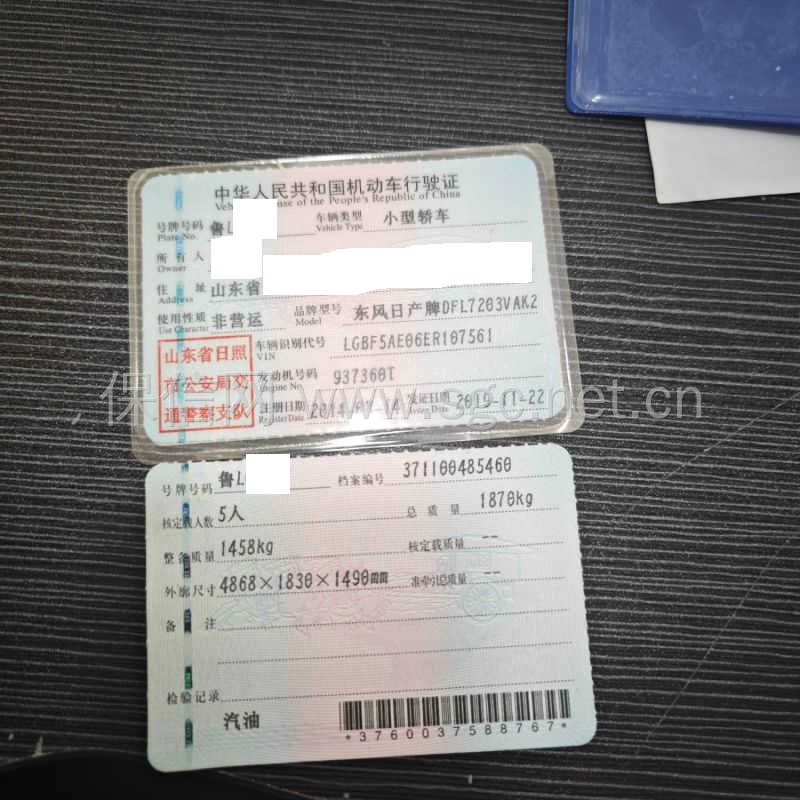 中华人民共和国机动车行驶证
Vehicle License of the People's Republic of China
号牌号码 鲁L 车辆类型 小型轿车
Plate No. Vehicle Type
所有人
Owner
住址 山东省
Address
使用性质 非营运 品牌型号 东风日产牌DFL7203VAK2
Use Character Model
山东省日照
市公安局交
通警察支队
车辆识别代号 LGBF5AE06ER107561
VIN
发动机号码 937360T
Engine No.
注册日期 2014 发证日期 2019-11-22
Register Date Issuing Date
保信网 www.sgc.net.cn
号牌号码 鲁L 档案编号 371100485460
核定载人数 5人 总质量 1870kg
整备质量 1458kg 核定载质量 --
外廓尺寸 4868×1830×1490mm 准牵引总质量 --
备注
检验记录
汽油
*3760037588767*